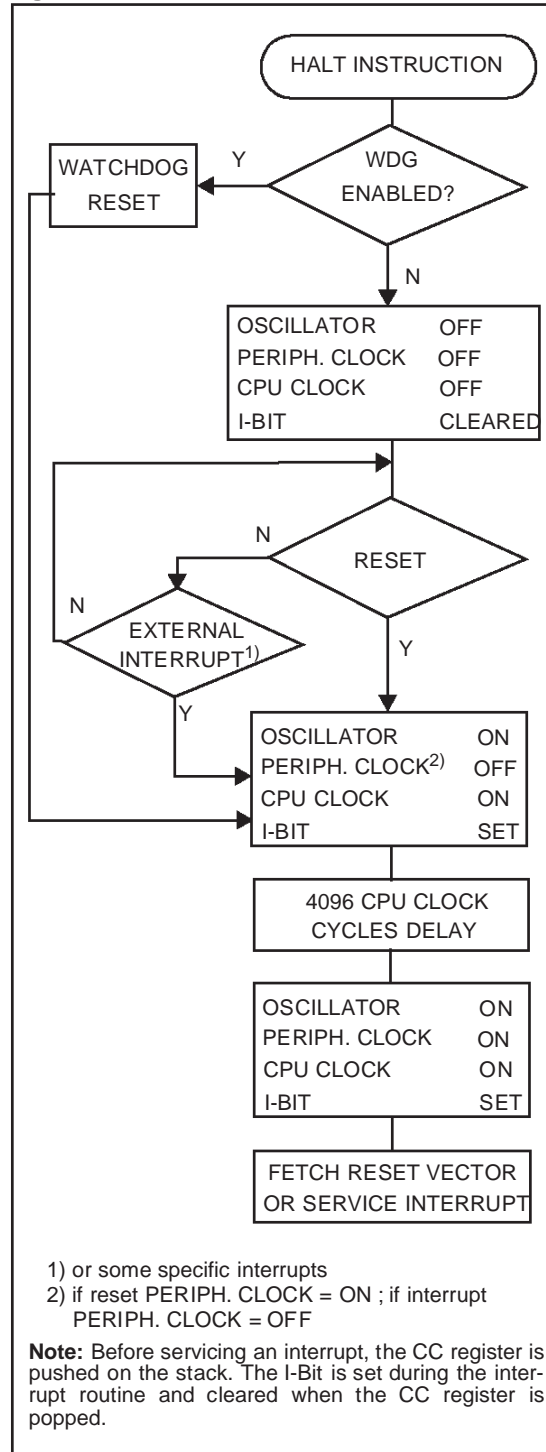 HALT INSTRUCTION
WDG
ENABLED?
Y
WATCHDOG
RESET
N
OSCILLATOR OFF
PERIPH. CLOCK OFF
CPU CLOCK OFF
I-BIT CLEARED
RESET
N
EXTERNAL
INTERRUPT1)
N
Y
Y
OSCILLATOR ON
PERIPH. CLOCK2) OFF
CPU CLOCK ON
I-BIT SET
4096 CPU CLOCK
CYCLES DELAY
OSCILLATOR ON
PERIPH. CLOCK ON
CPU CLOCK ON
I-BIT SET
FETCH RESET VECTOR
OR SERVICE INTERRUPT
1) or some specific interrupts
2) if reset PERIPH. CLOCK = ON ; if interrupt
PERIPH. CLOCK = OFF
Note: Before servicing an interrupt, the CC register is
pushed on the stack. The I-Bit is set during the inter-
rupt routine and cleared when the CC register is
popped.